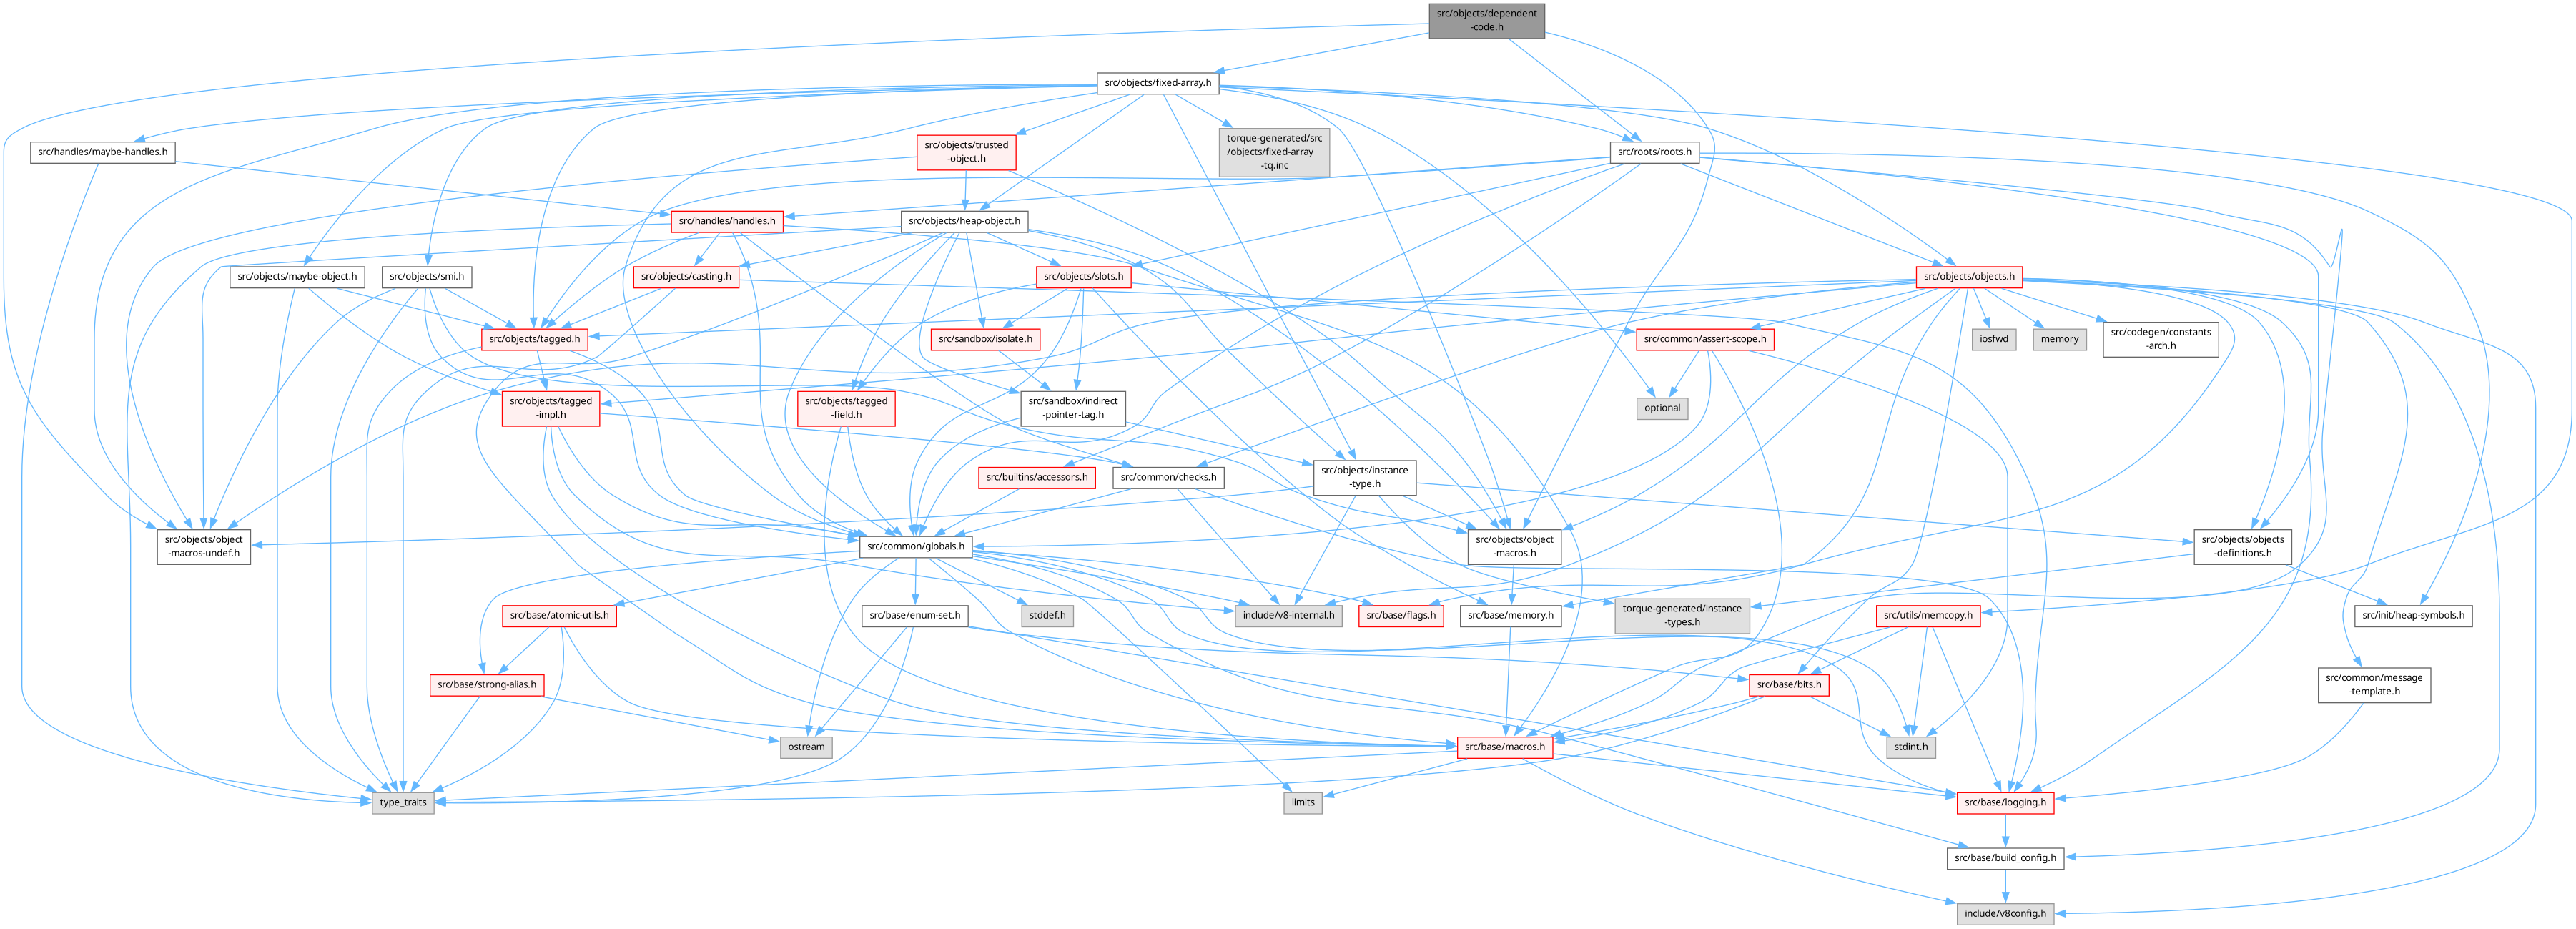 src/objects/dependent
-code.h
src/objects/fixed-array.h
src/handles/maybe-handles.h
src/objects/trusted
-object.h
torque-generated/src
/objects/fixed-array
-tq.inc
src/roots/roots.h
src/handles/handles.h
src/objects/heap-object.h
src/objects/maybe-object.h
src/objects/smi.h
src/objects/casting.h
src/objects/slots.h
src/objects/objects.h
src/objects/tagged.h
src/sandbox/isolate.h
src/common/assert-scope.h
iosfwd
memory
src/codegen/constants
-arch.h
src/objects/tagged
-impl.h
src/objects/tagged
-field.h
src/sandbox/indirect
-pointer-tag.h
optional
src/builtins/accessors.h
src/common/checks.h
src/objects/instance
-type.h
src/objects/object
-macros-undef.h
src/common/globals.h
src/objects/object
-macros.h
src/objects/objects
-definitions.h
src/base/atomic-utils.h
src/base/enum-set.h
stddef.h
include/v8-internal.h
src/base/flags.h
src/base/memory.h
torque-generated/instance
-types.h
src/utils/memcopy.h
src/init/heap-symbols.h
src/base/strong-alias.h
src/base/bits.h
src/common/message
-template.h
ostream
src/base/macros.h
stdint.h
type_traits
limits
src/base/logging.h
src/base/build_config.h
include/v8config.h